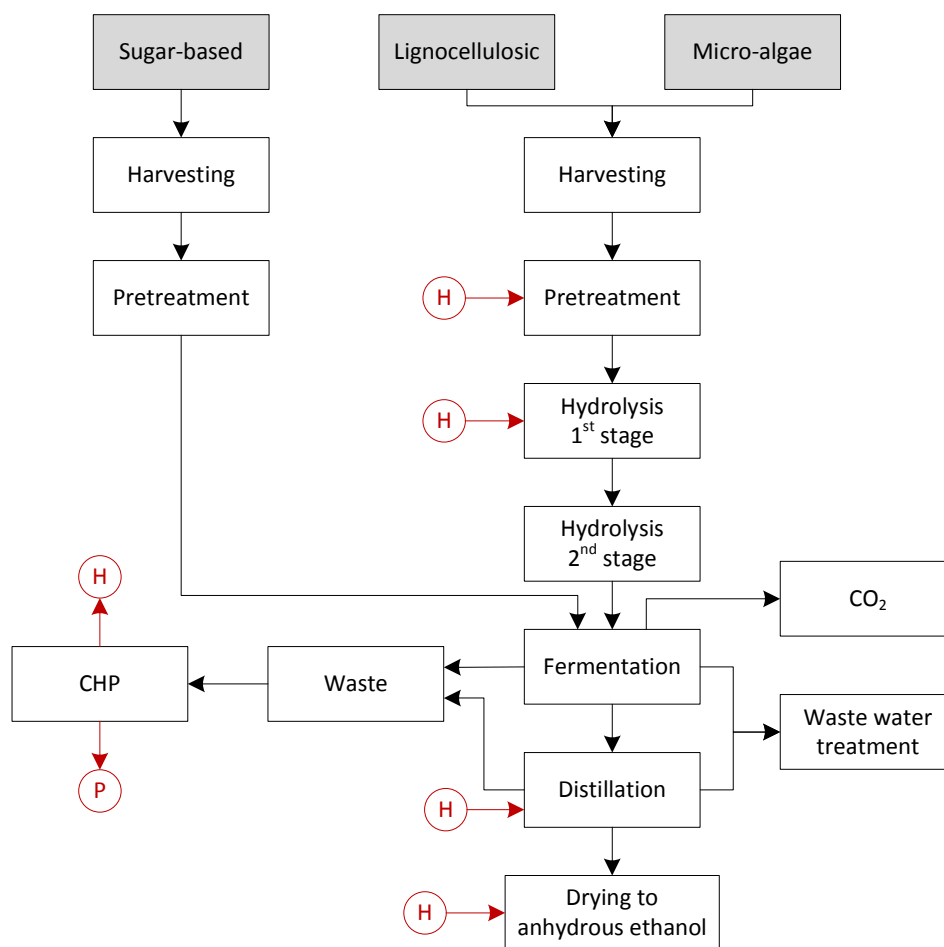 Sugar-based
Lignocellulosic
Micro-algae
Harvesting
Harvesting
Pretreatment
H
Pretreatment
H
Hydrolysis
1st stage
Hydrolysis
2nd stage
H
CO₂
CHP
Waste
Fermentation
Waste water
treatment
P
H
Distillation
H
Drying to
anhydrous ethanol